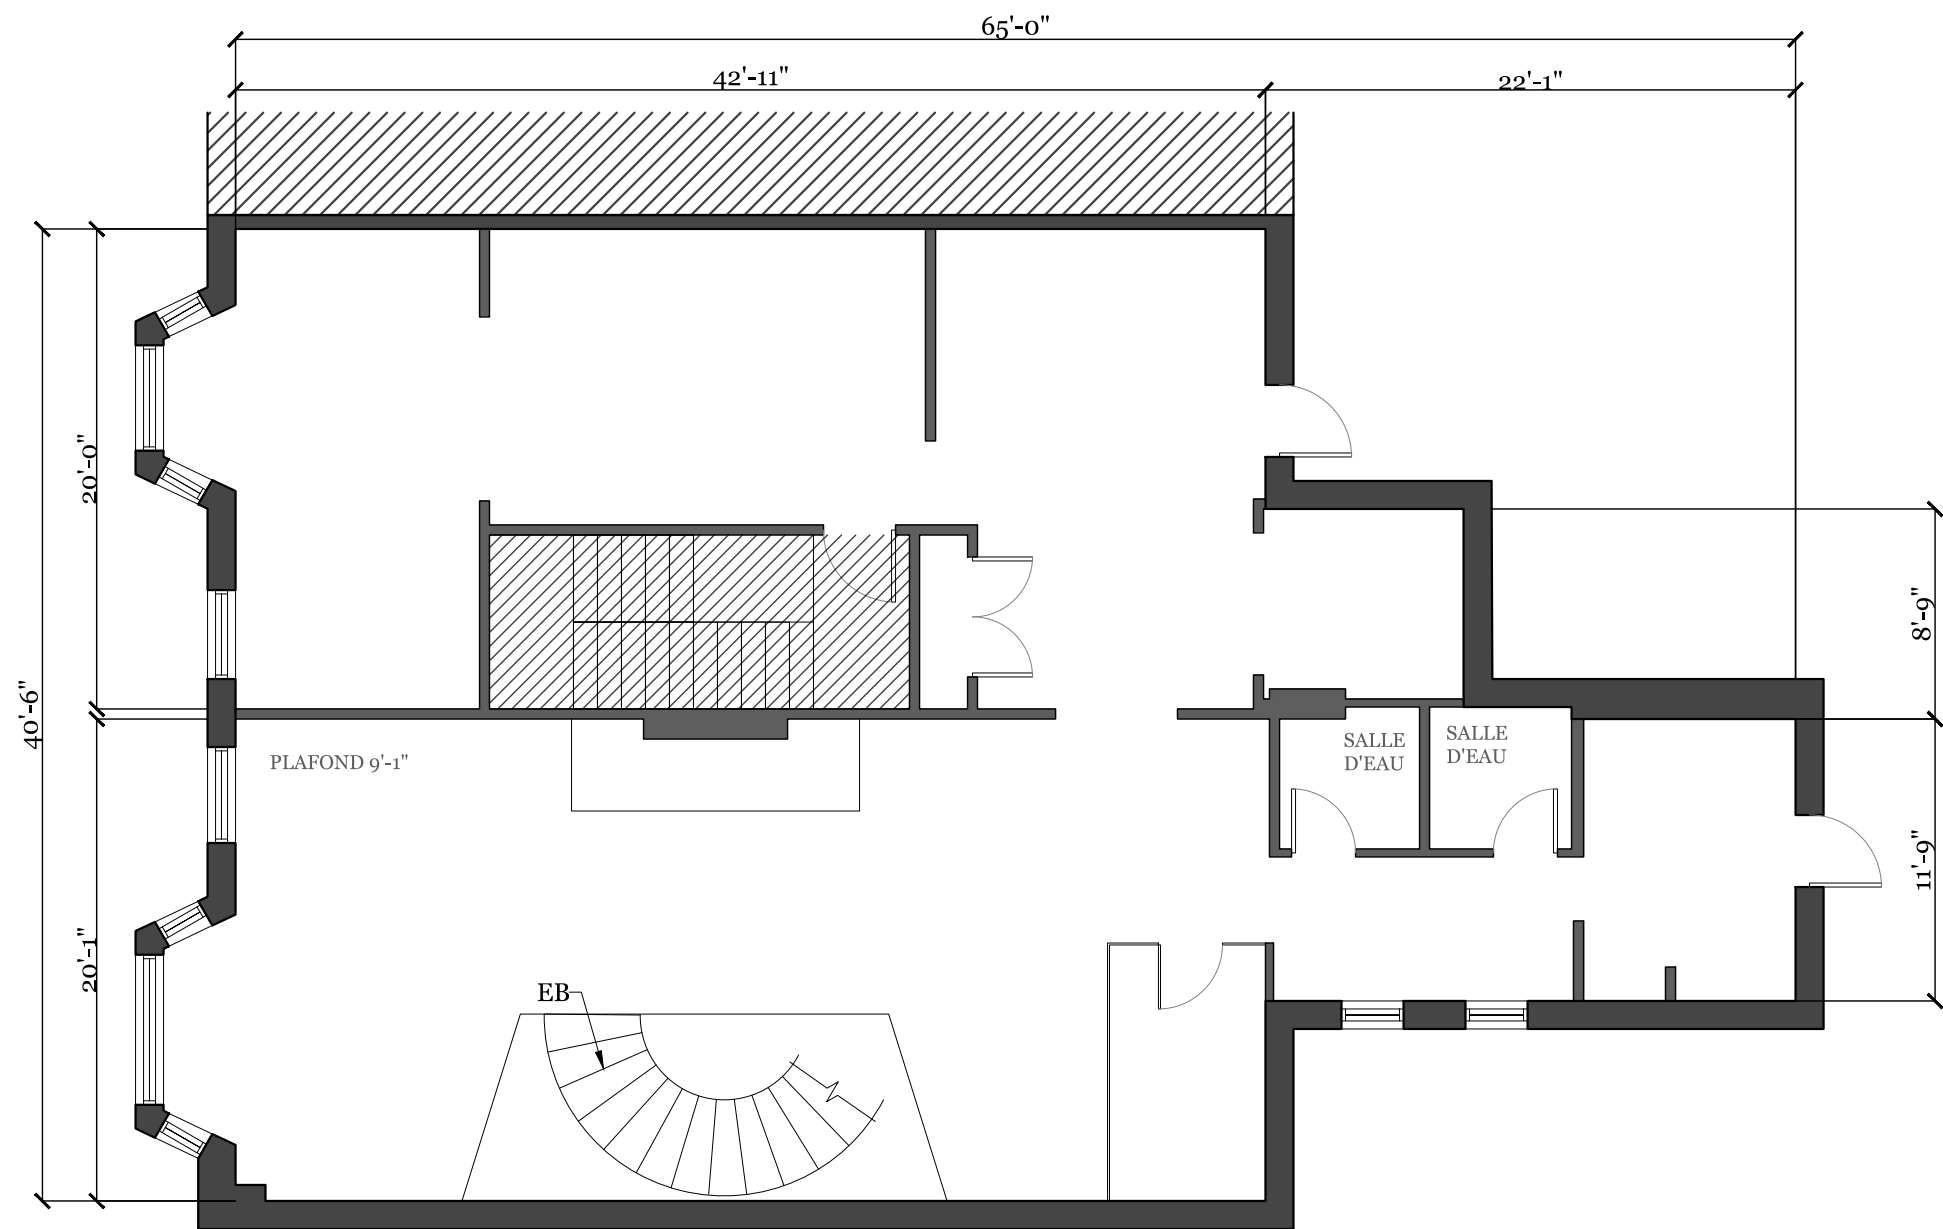 65'-0"
42'-11"
22'-1"
20'-0"
8'-9"
40'-6"
PLAFOND 9'-1"
SALLE
D'EAU
SALLE
D'EAU
11'-9"
20'-1"
EB